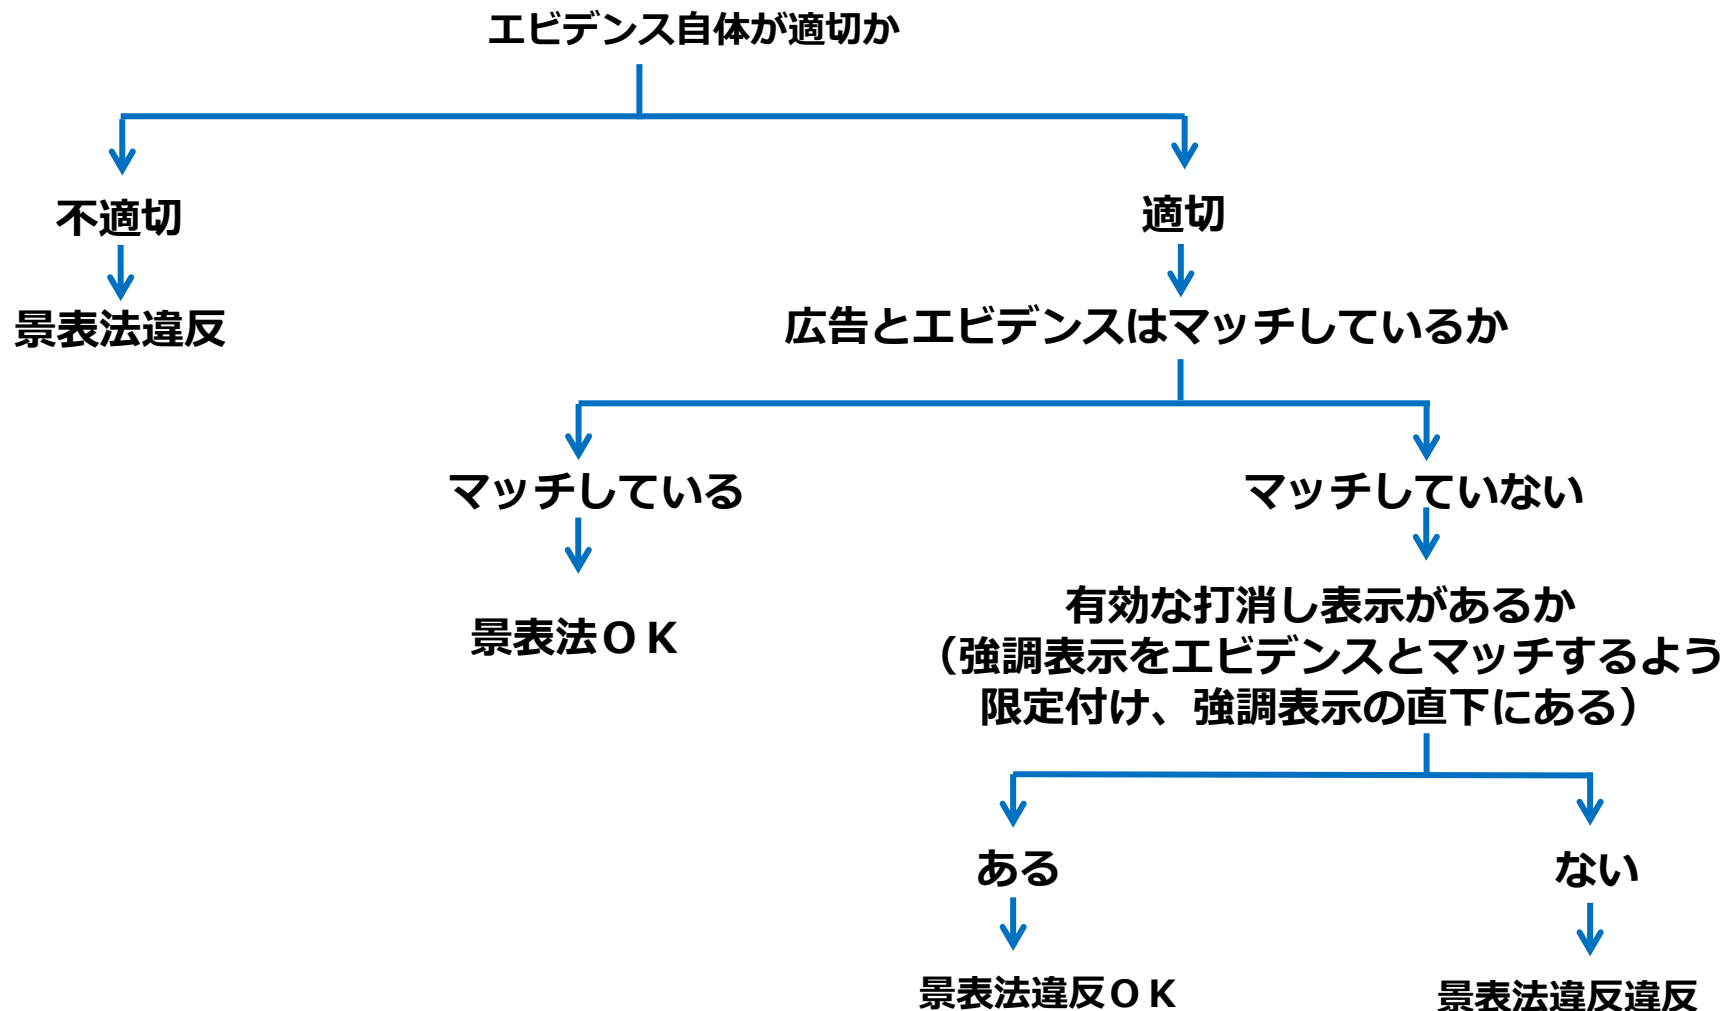 エビデンス自体が適切か
不適切
適切
景表法違反
広告とエビデンスはマッチしているか
マッチしている
マッチしていない
景表法ＯＫ
有効な打消し表示があるか
（強調表示をエビデンスとマッチするよう
限定付け、強調表示の直下にある）
ある
ない
景表法違反ＯＫ
景表法違反違反